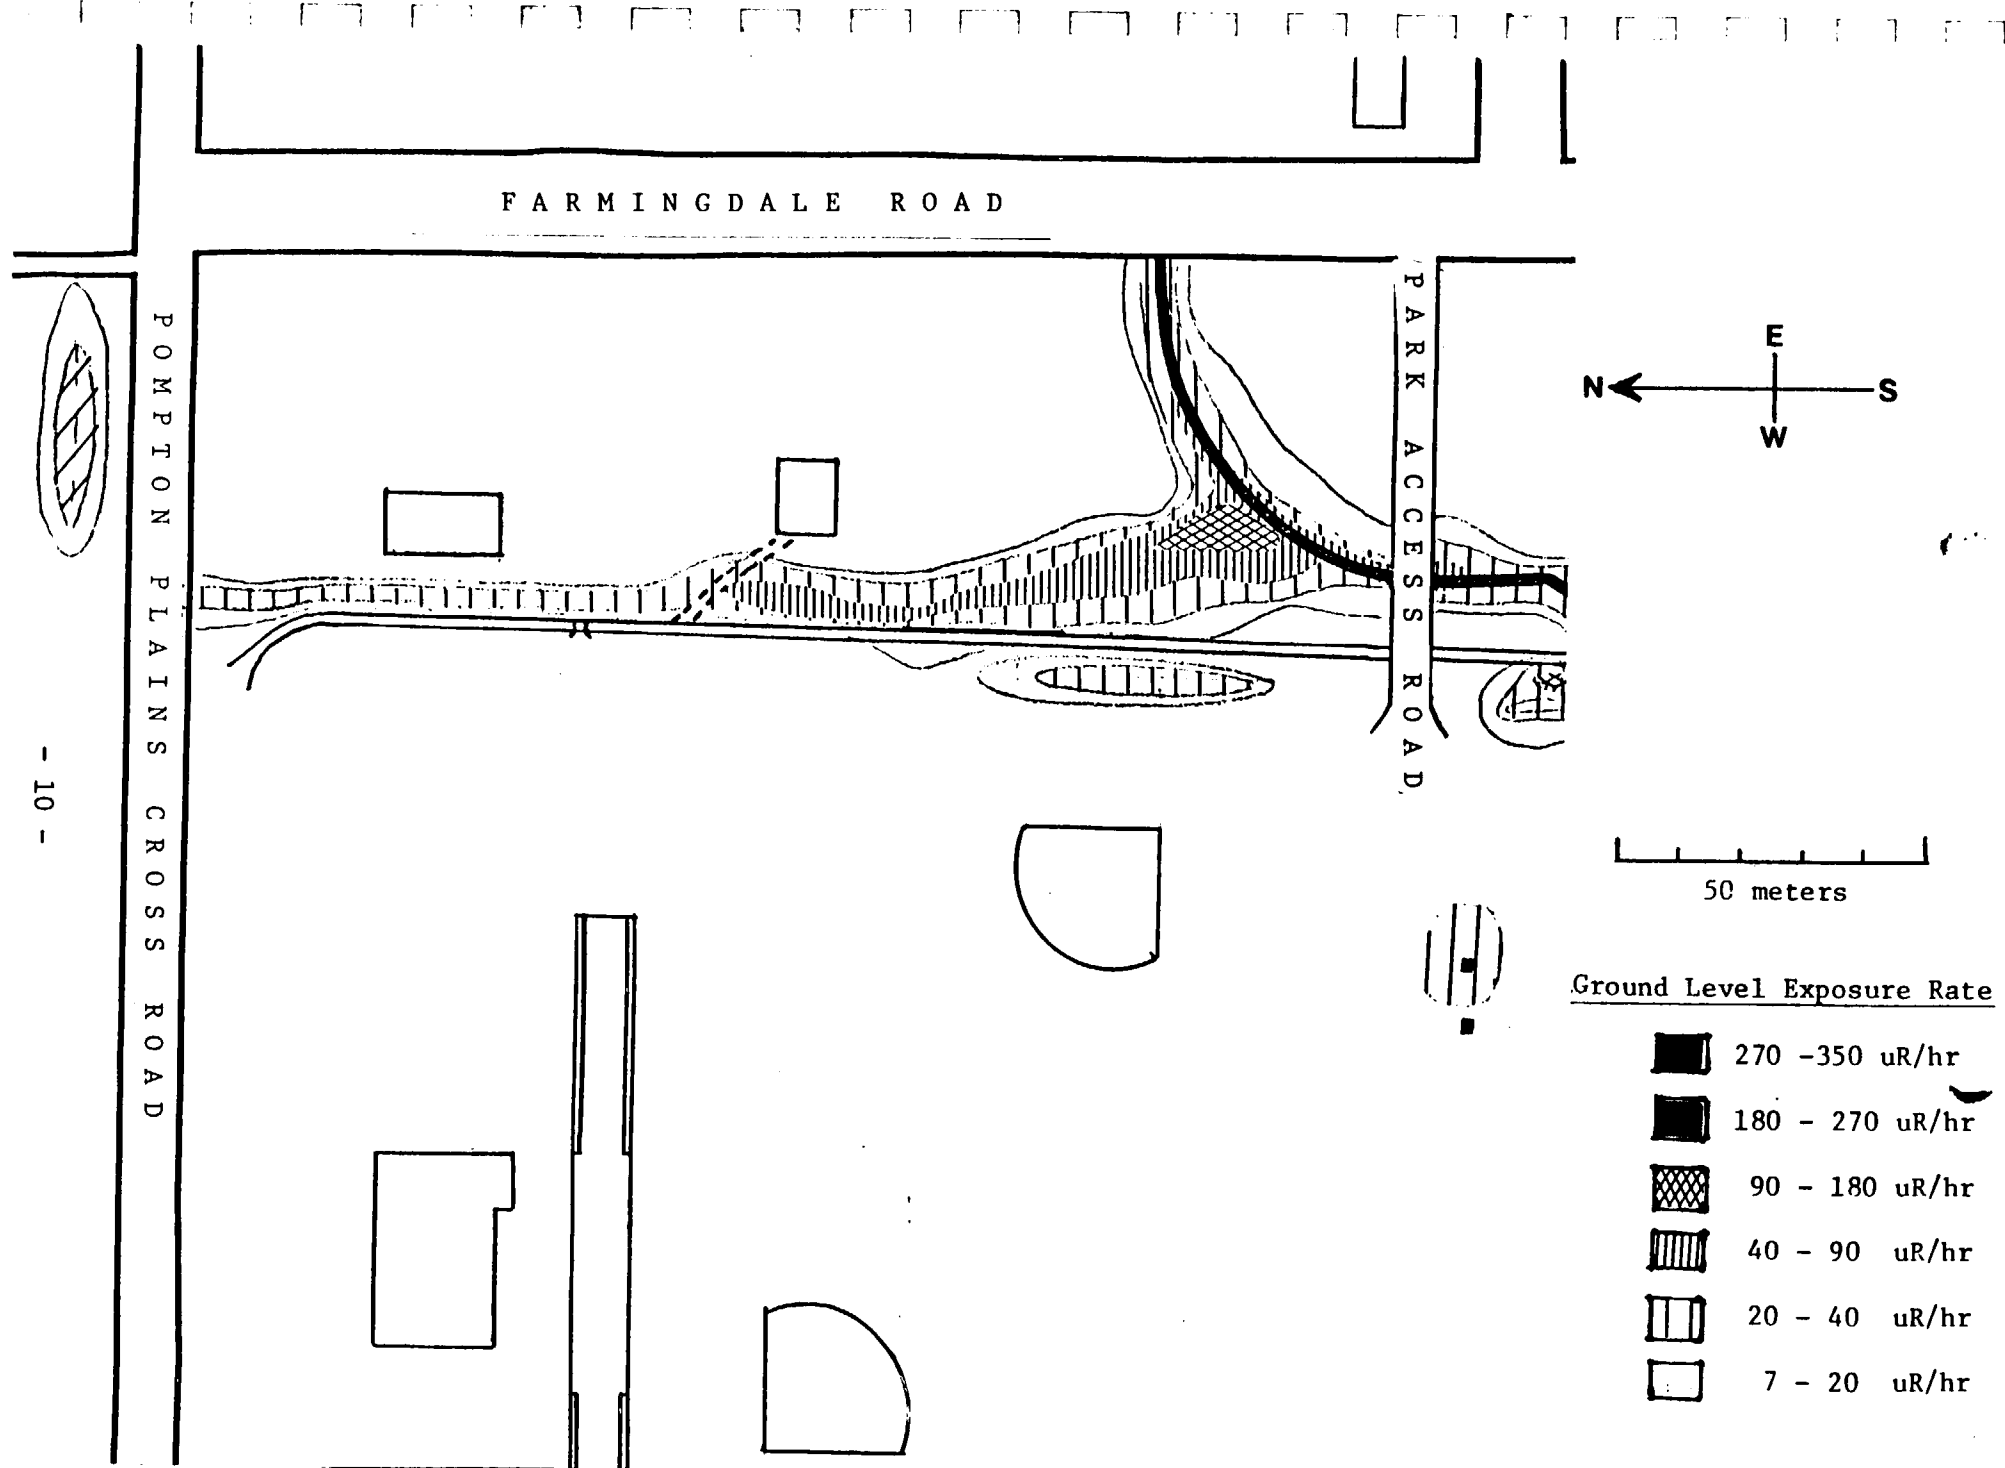 FARMINGDALE ROAD
POMPTON PLAINS CROSS ROAD
PARK ACCESS ROAD
E
N S
W
- 10 -
50 meters
Ground Level Exposure Rate
270 -350 uR/hr
180 - 270 uR/hr
90 - 180 uR/hr
40 - 90 uR/hr
20 - 40 uR/hr
7 - 20 uR/hr